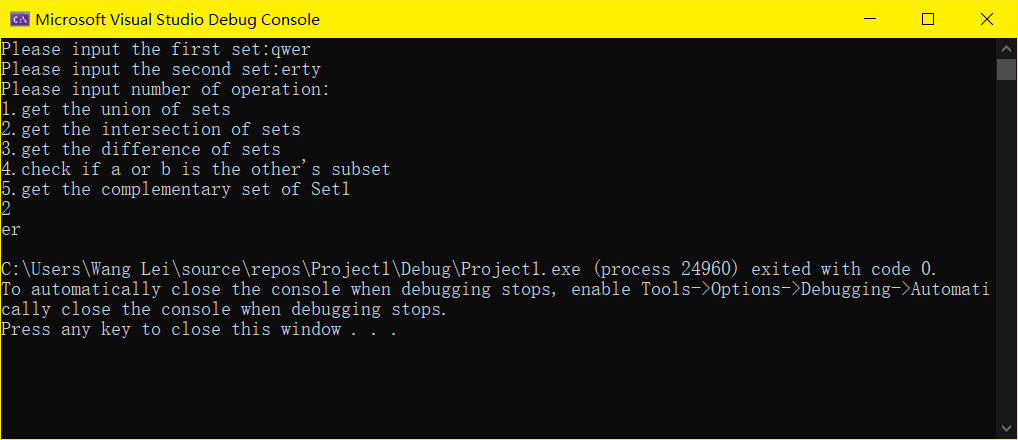 Microsoft Visual Studio Debug Console
Please input the first set:qwer
Please input the second set:erty
Please input number of operation:
1.get the union of sets
2.get the intersection of sets
3.get the difference of sets
4.check if a or b is the other's subset
5.get the complementary set of Set1
2
er
C:\Users\Wang Lei\source\repos\Project1\Debug\Project1.exe (process 24960) exited with code 0.
To automatically close the console when debugging stops, enable Tools->Options->Debugging->Automati
cally close the console when debugging stops.
Press any key to close this window . . .